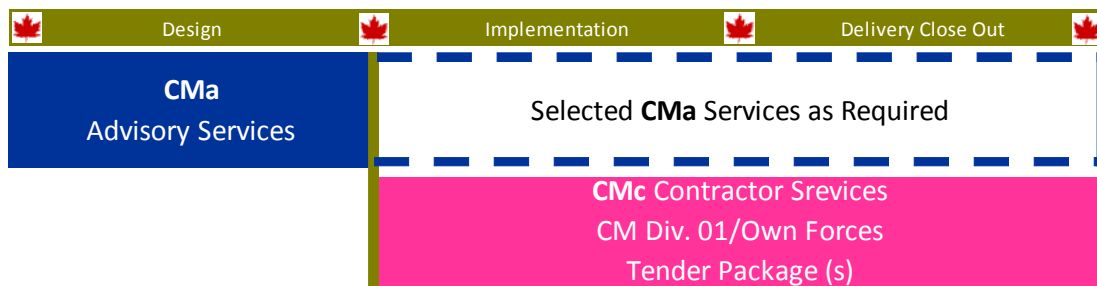 Design
Implementation
Delivery Close Out
CMa
Advisory Services
Selected CMa Services as Required
CMc Contractor Srevices
CM Div. 01/Own Forces
Tender Package (s)